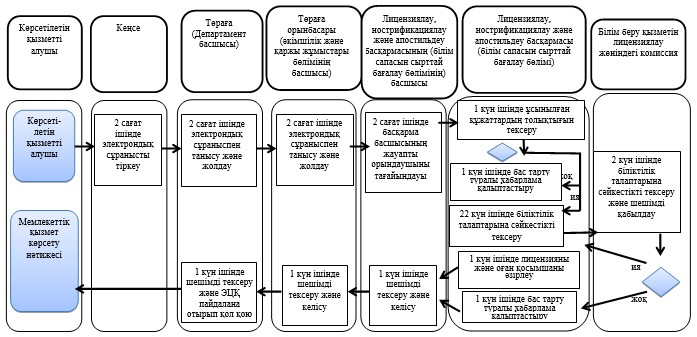 Көрсетілетін
қызметті
алушы
Кеңсе
Төраға
(Департамент
басшысы)
Төраға
орынбасары
(әкімшілік және
қаржы жұмыстары
бөлімінің
басшысы)
Лицензиялау,
нострификациялау
және апостильдеу
басқармасының (білім
сапасын сырттай
бағалау бөлімінің)
басшысы
Лицензиялау,
нострификациялау және
апостильдеу басқармасы
(білім сапасын сырттай
бағалау бөлімі)
Білім беру қызметін
лицензиялау
жөніндегі комиссия
Көрсеті-
летін
қызметті
алушы
2 сағат
ішінде
электрондық
сұранысты
тіркеу
2 сағат ішінде
электрондық
сұраныспен
танысу және
жолдау
2 сағат ішінде
электрондық
сұраныспен
танысу және жолдау
2 сағат ішінде
басқарма
басшысының
жауапты
орындаушыны
тағайындауы
1 күн ішінде ұсынылған
құжаттардың толықтығын
тексеру
1 күн ішінде бас тарту
туралы хабарлама
қалыптастыру
жоқ
ия
22 күн ішінде біліктілік
талаптарына сәйкестікті
тексеру
2 күн ішінде
біліктілік
талаптарына
сәйкестікті тексеру
және шешімді
қабылдау
ия
жоқ
1 күн ішінде лицензияны
және оған қосымшаны
әзірлеу
1 күн ішінде бас тарту
туралы хабарлама
қалыптастыру
1 күн ішінде
шешімді
тексеру және
келісу
1 күн ішінде
шешімді
тексеру және
келісу
1 күн ішінде
шешімді тексеру
және ЭЦҚ
пайдалана
отырып қол қою
Мемлекеттік
қызмет
көрсету
нәтижесі